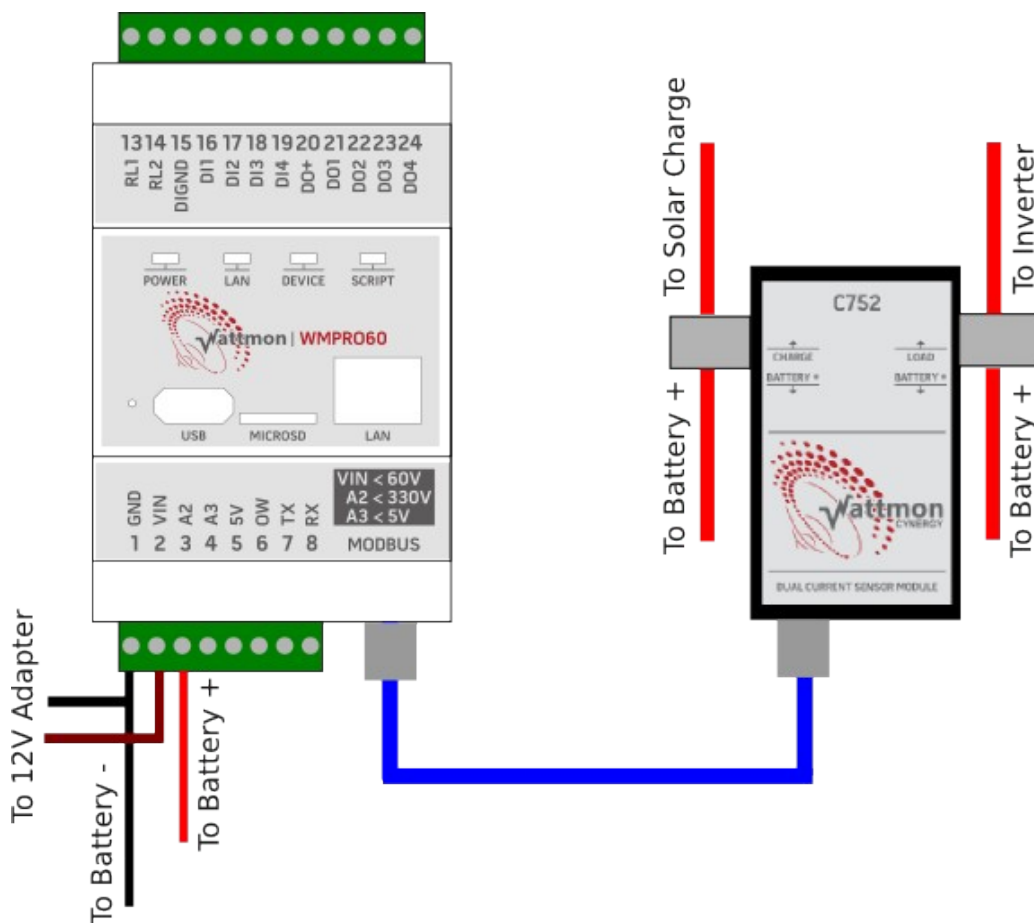 13 14 15 16 17 18 19 20 21 22 23 24
RL1 RL2 DIGND DI1 DI2 DI3 DI4 DO+ DO1 DO2 DO3 DO4
POWER LAN DEVICE SCRIPT
Wattmon | WMPRO60
USB MICROSD LAN
GND VIN A2 A3 5V OW TX RX
1 2 3 4 5 6 7 8
VIN < 60V
A2 < 330V
A3 < 5V
MODBUS
To 12V Adapter
To Battery -
To Battery +
To Solar Charge
To Battery +
C752
CHARGE
BATTERY +
LOAD
BATTERY +
Wattmon
CYNERGY
DUAL CURRENT SENSOR MODULE
To Inverter
To Battery +